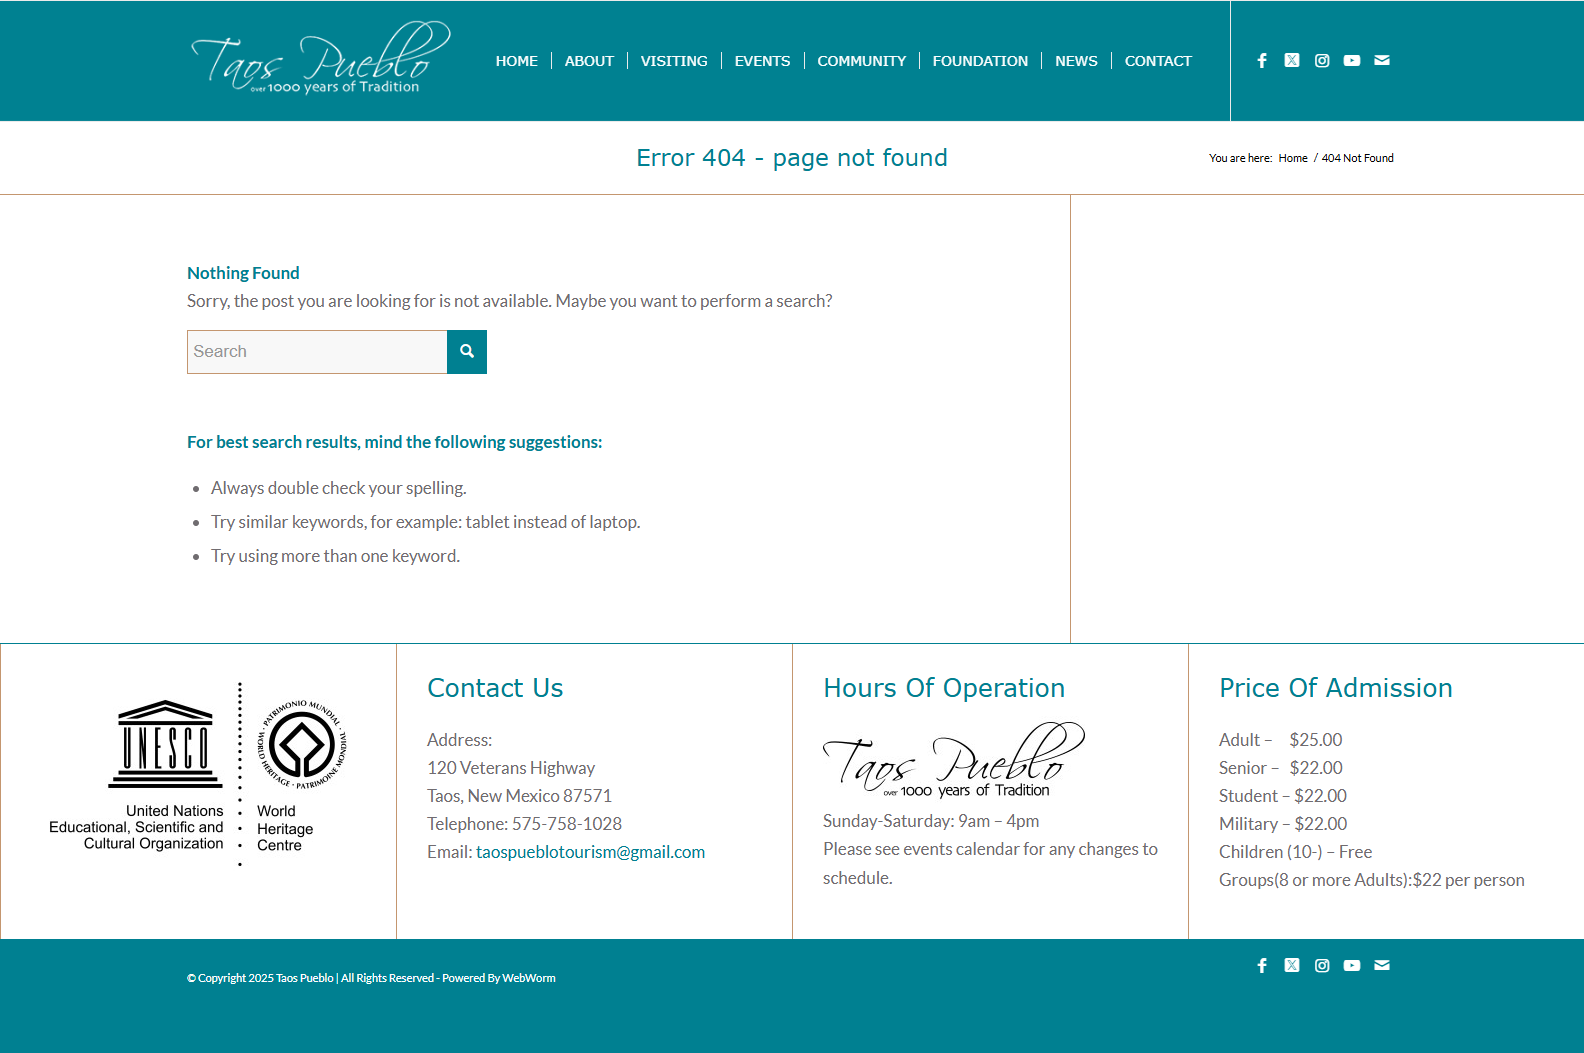 Taos Pueblo
over 1000 years of Tradition
HOME
ABOUT
VISITING
EVENTS
COMMUNITY
FOUNDATION
NEWS
CONTACT
Error 404 - page not found
You are here: Home / 404 Not Found
Nothing Found
Sorry, the post you are looking for is not available. Maybe you want to perform a search?
Search
For best search results, mind the following suggestions:
• Always double check your spelling.
• Try similar keywords, for example: tablet instead of laptop.
• Try using more than one keyword.
UNESCO
PATRIMONIO MUNDIAL • WORLD HERITAGE • PATRIMOINE MONDIAL
United Nations
Educational, Scientific and
Cultural Organization
World
Heritage
Centre
Contact Us
Address:
120 Veterans Highway
Taos, New Mexico 87571
Telephone: 575-758-1028
Email: taospueblotourism@gmail.com
Hours Of Operation
Taos Pueblo
over 1000 years of Tradition
Sunday-Saturday: 9am – 4pm
Please see events calendar for any changes to
schedule.
Price Of Admission
Adult – $25.00
Senior – $22.00
Student – $22.00
Military – $22.00
Children (10-) – Free
Groups(8 or more Adults):$22 per person
© Copyright 2025 Taos Pueblo | All Rights Reserved - Powered By WebWorm